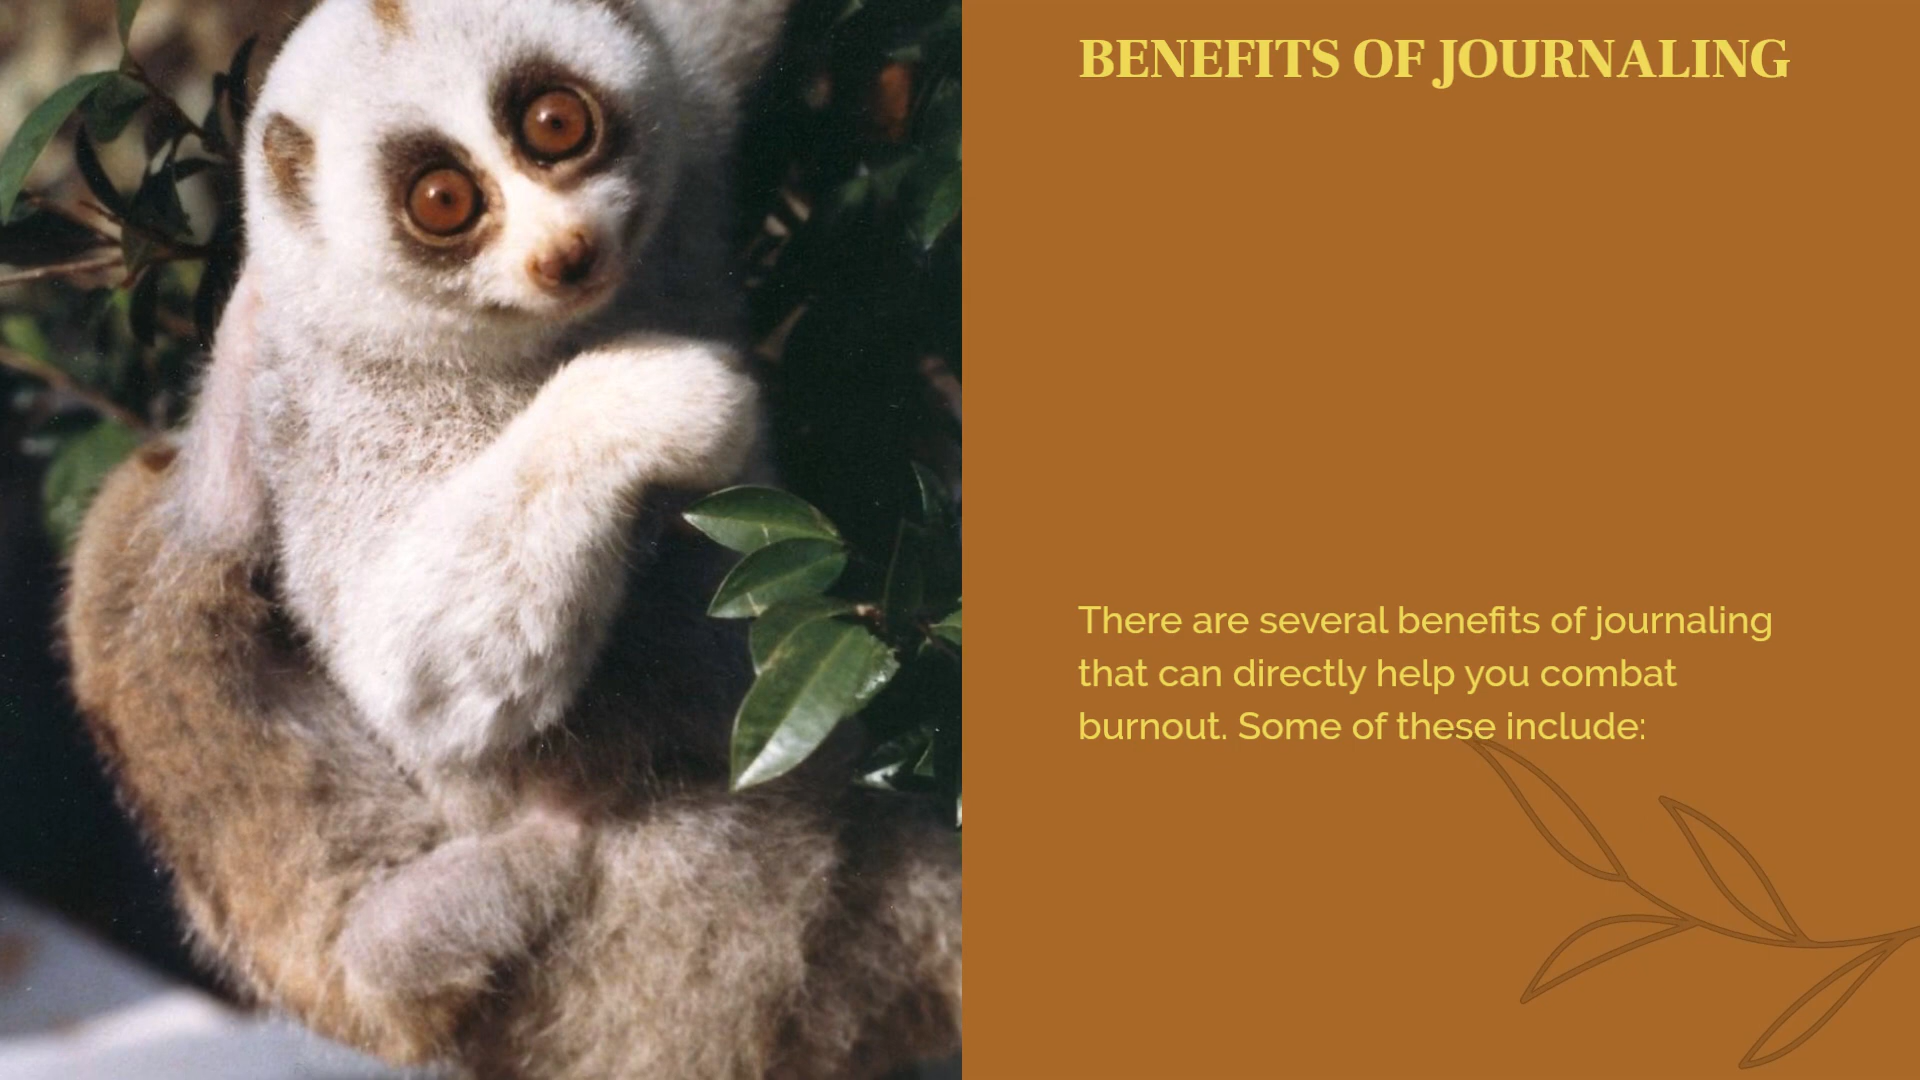 BENEFITS OF JOURNALING
There are several benefits of journaling
that can directly help you combat
burnout. Some of these include: